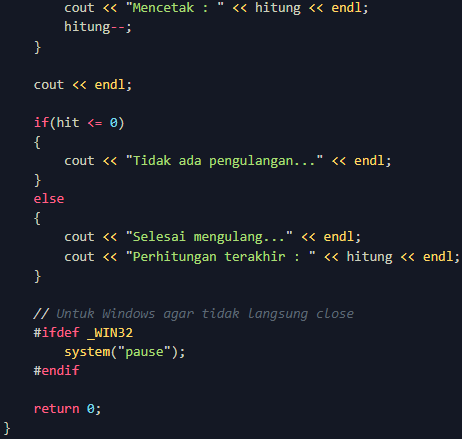 cout << "Mencetak : " << hitung << endl;
hitung--;
}
cout << endl;
if(hit <= 0)
{
cout << "Tidak ada pengulangan..." << endl;
}
else
{
cout << "Selesai mengulang..." << endl;
cout << "Perhitungan terakhir : " << hitung << endl;
}
// Untuk Windows agar tidak langsung close
#ifdef _WIN32
system("pause");
#endif
return 0;
}